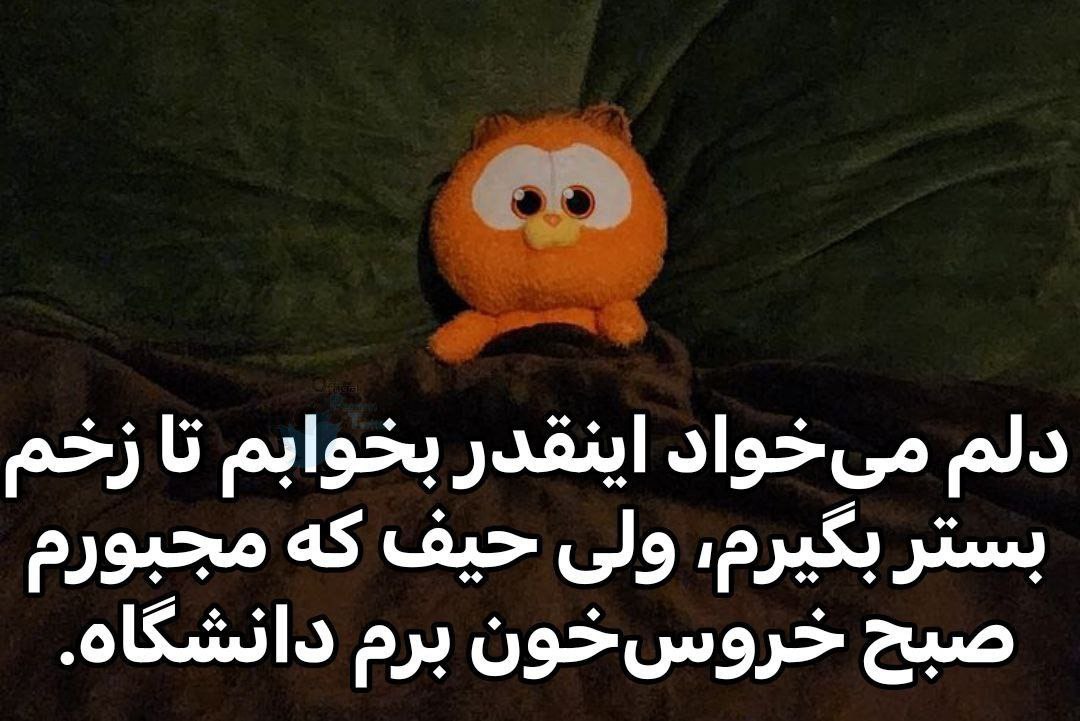 دلم می‌خواد اینقدر بخوابم تا زخم
بستر بگیرم، ولی حیف که مجبورم
صبح خروس‌خون برم دانشگاه.